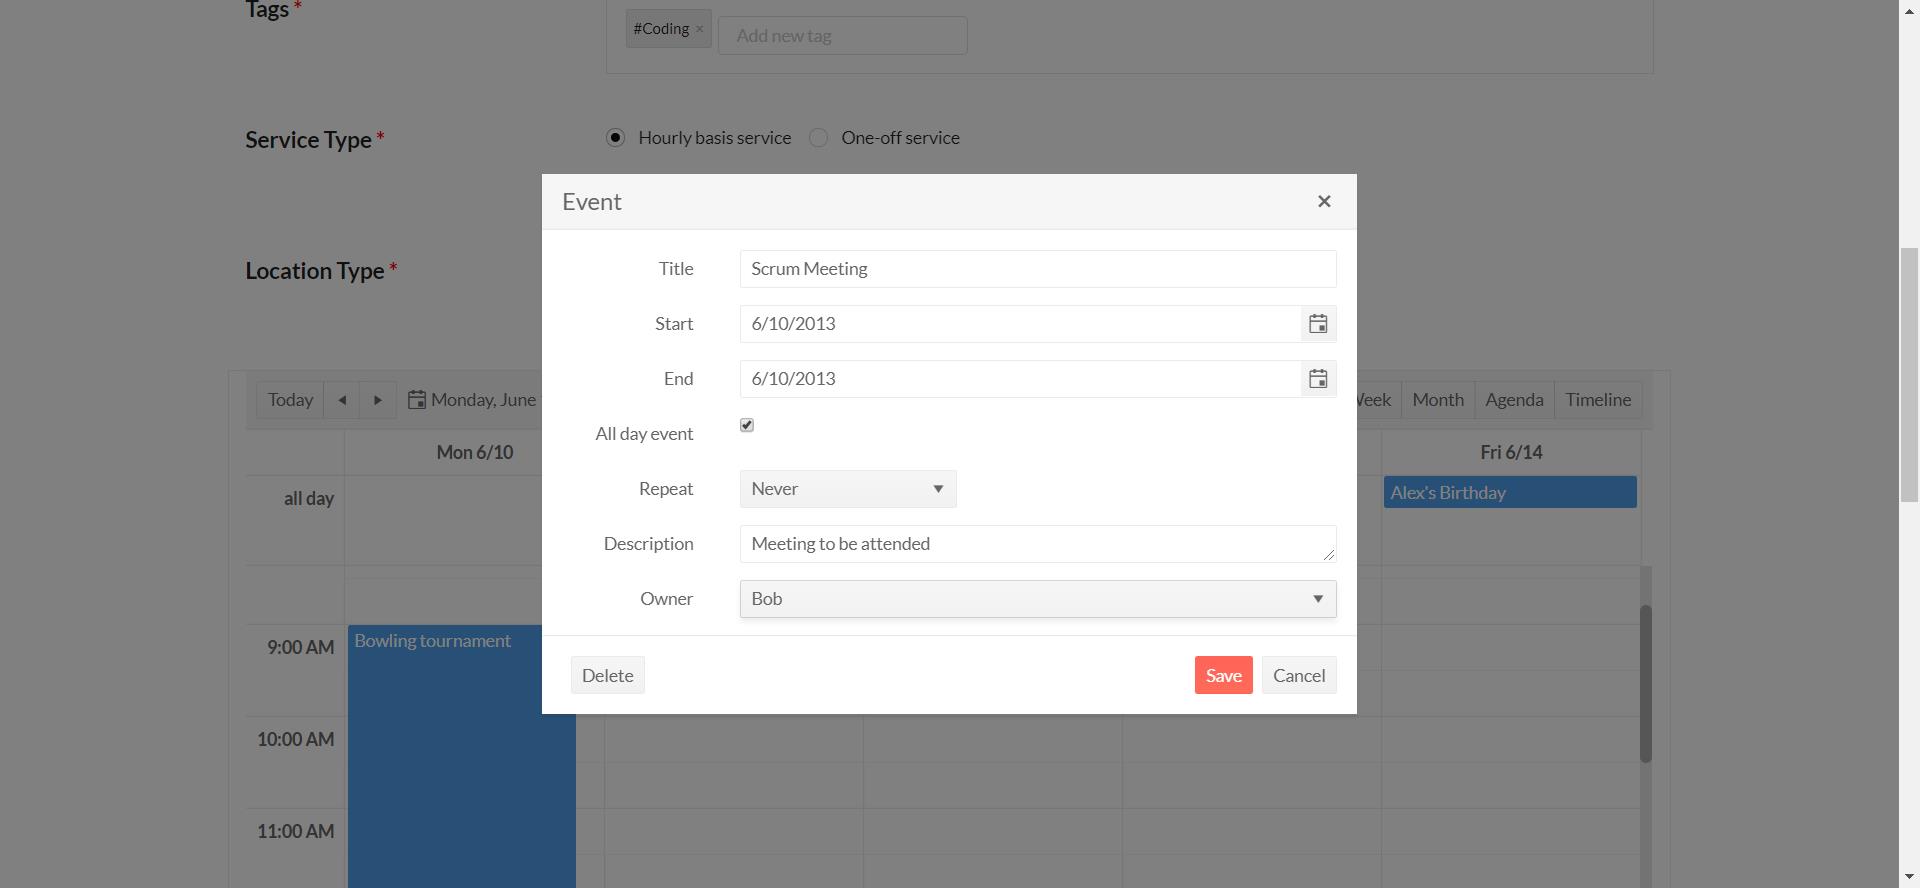 Tags *
#Coding ×
Add new tag
Service Type *
Hourly basis service
One-off service
Event
Location Type *
Title
Scrum Meeting
Start
6/10/2013
End
6/10/2013
Today
Monday, June
Month
Agenda
Timeline
All day event
Mon 6/10
Fri 6/14
Repeat
Never
all day
Alex's Birthday
Description
Meeting to be attended
Owner
Bob
9:00 AM
Bowling tournament
Delete
Save
Cancel
10:00 AM
11:00 AM